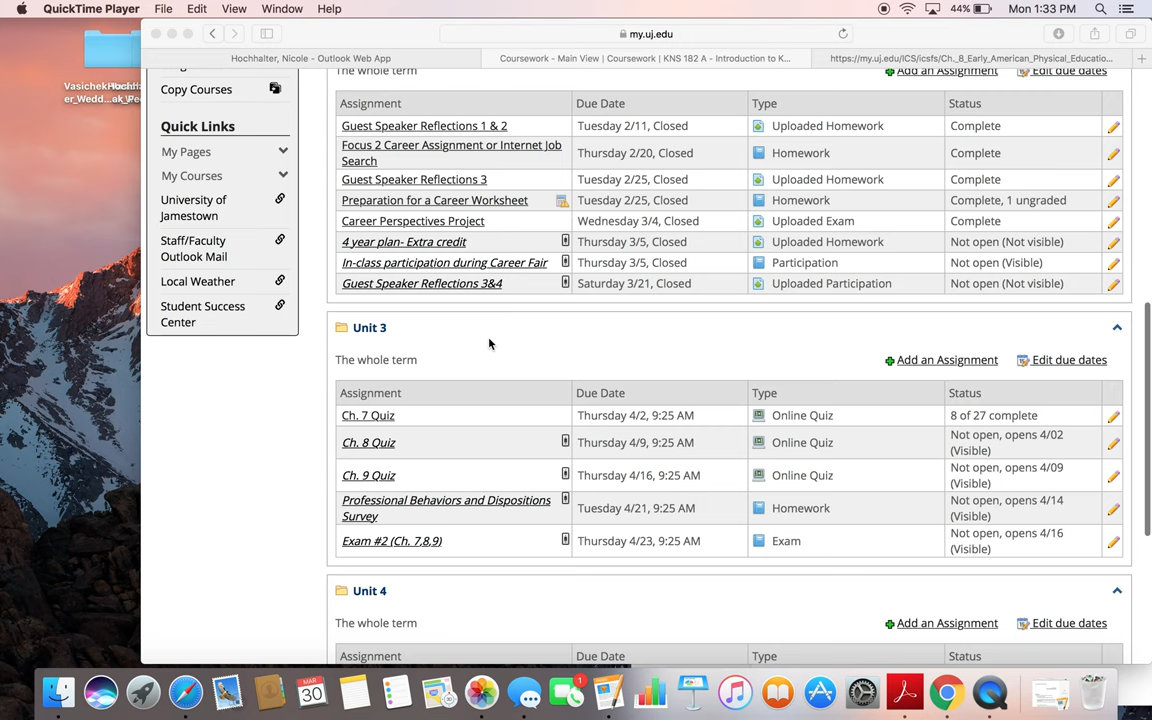 QuickTime Player File Edit View Window Help 44% Mon 1:33 PM
my.uj.edu
Hochhalter, Nicole - Outlook Web App Coursework - Main View | Coursework | KNS 182 A - Introduction to K... https://my.uj.edu/ICS/icsfs/Ch._8_Early_American_Physical_Educatio...
Copy Courses
Quick Links
My Pages
My Courses
University of
Jamestown
Staff/Faculty
Outlook Mail
Local Weather
Student Success
Center
The whole term Add an Assignment Edit due dates
Assignment Due Date Type Status
Guest Speaker Reflections 1 & 2 Tuesday 2/11, Closed Uploaded Homework Complete
Focus 2 Career Assignment or Internet Job
Search Thursday 2/20, Closed Homework Complete
Guest Speaker Reflections 3 Tuesday 2/25, Closed Uploaded Homework Complete
Preparation for a Career Worksheet Tuesday 2/25, Closed Homework Complete, 1 ungraded
Career Perspectives Project Wednesday 3/4, Closed Uploaded Exam Complete
4 year plan- Extra credit Thursday 3/5, Closed Uploaded Homework Not open (Not visible)
In-class participation during Career Fair Thursday 3/5, Closed Participation Not open (Visible)
Guest Speaker Reflections 3&4 Saturday 3/21, Closed Uploaded Participation Not open (Not visible)
Unit 3
The whole term Add an Assignment Edit due dates
Assignment Due Date Type Status
Ch. 7 Quiz Thursday 4/2, 9:25 AM Online Quiz 8 of 27 complete
Ch. 8 Quiz Thursday 4/9, 9:25 AM Online Quiz Not open, opens 4/02
(Visible)
Ch. 9 Quiz Thursday 4/16, 9:25 AM Online Quiz Not open, opens 4/09
(Visible)
Professional Behaviors and Dispositions
Survey Tuesday 4/21, 9:25 AM Homework Not open, opens 4/14
(Visible)
Exam #2 (Ch. 7,8,9) Thursday 4/23, 9:25 AM Exam Not open, opens 4/16
(Visible)
Unit 4
The whole term Add an Assignment Edit due dates
Assignment Due Date Type Status
MAR
30
1